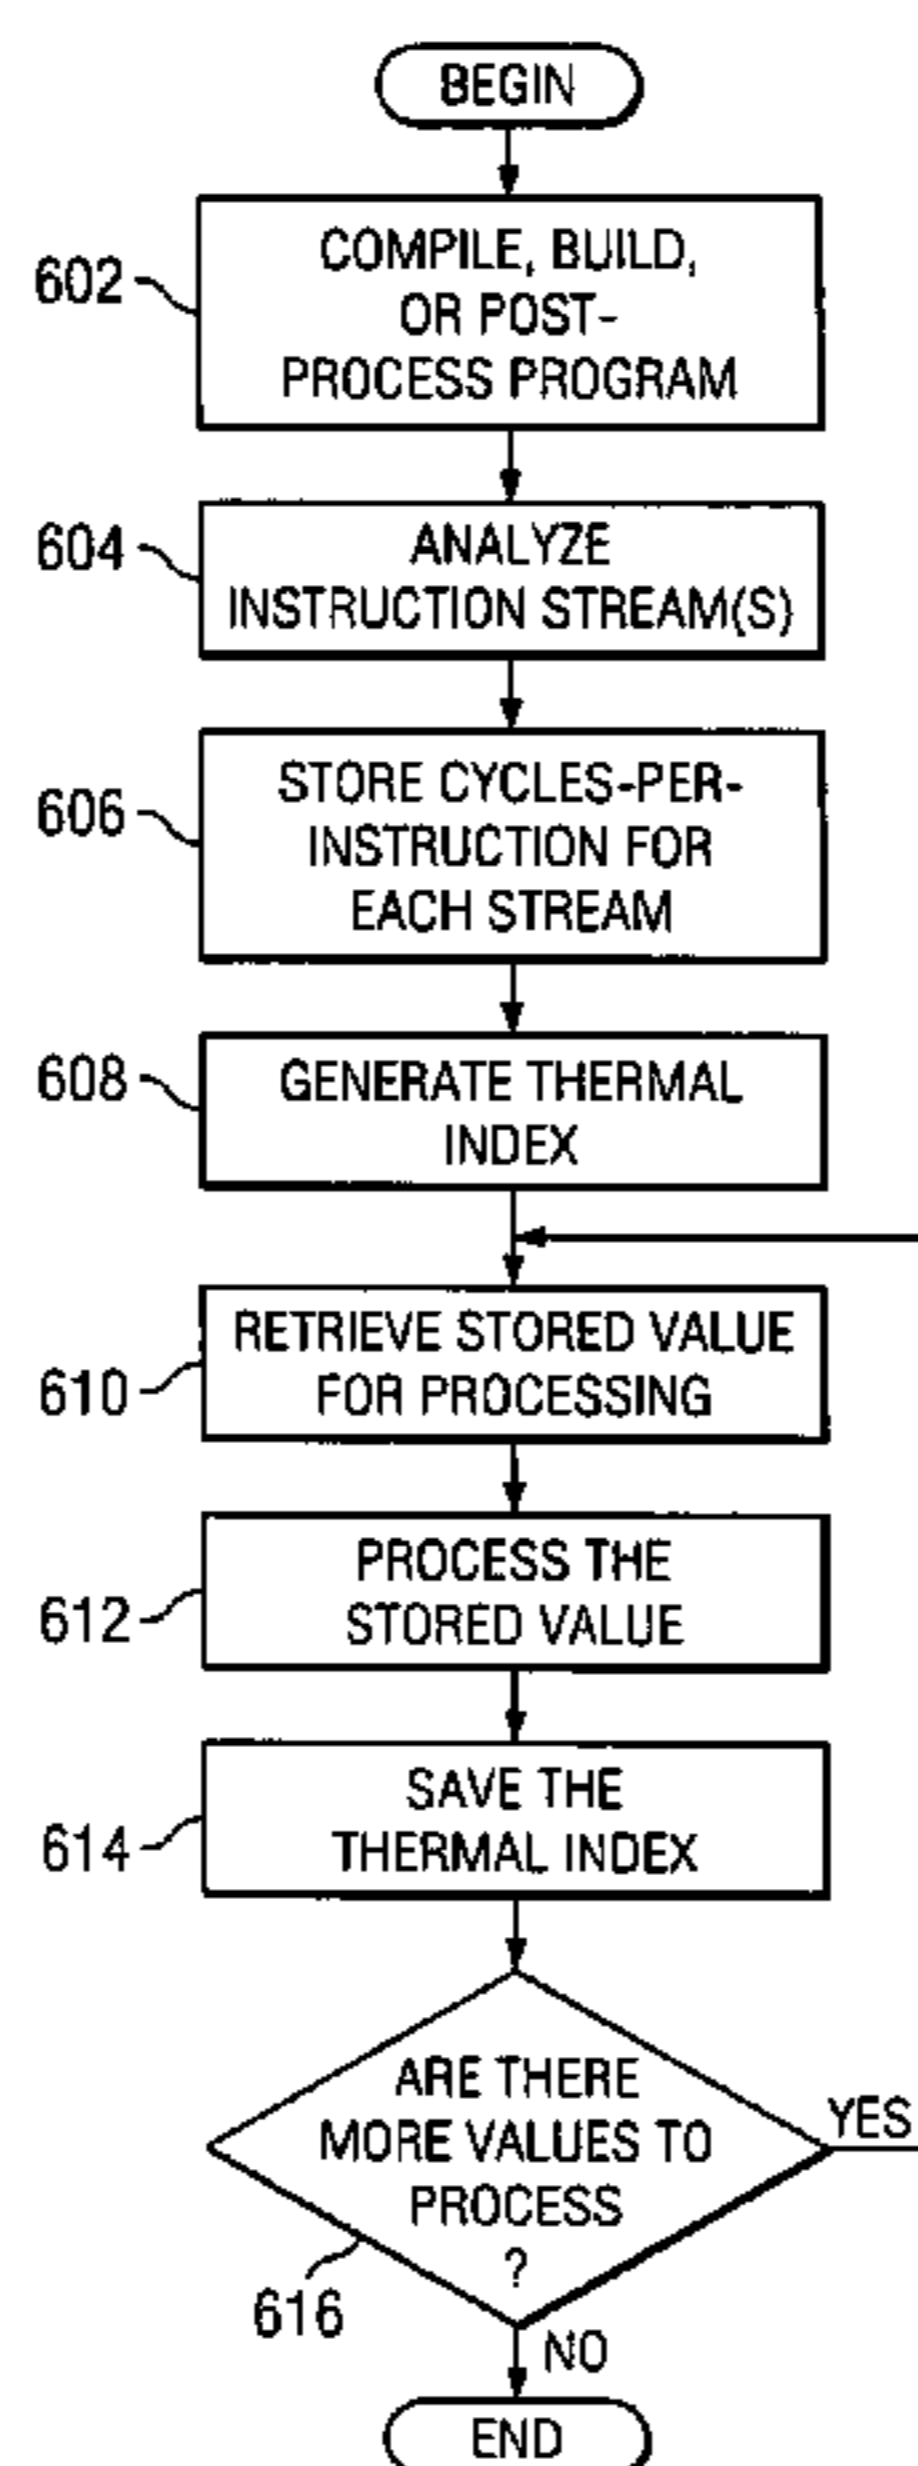 BEGIN
602
COMPILE, BUILD,
OR POST-
PROCESS PROGRAM
604
ANALYZE
INSTRUCTION STREAM(S)
606
STORE CYCLES-PER-
INSTRUCTION FOR
EACH STREAM
608
GENERATE THERMAL
INDEX
610
RETRIEVE STORED VALUE
FOR PROCESSING
612
PROCESS THE
STORED VALUE
614
SAVE THE
THERMAL INDEX
ARE THERE
MORE VALUES TO
PROCESS
?
YES
616
NO
END